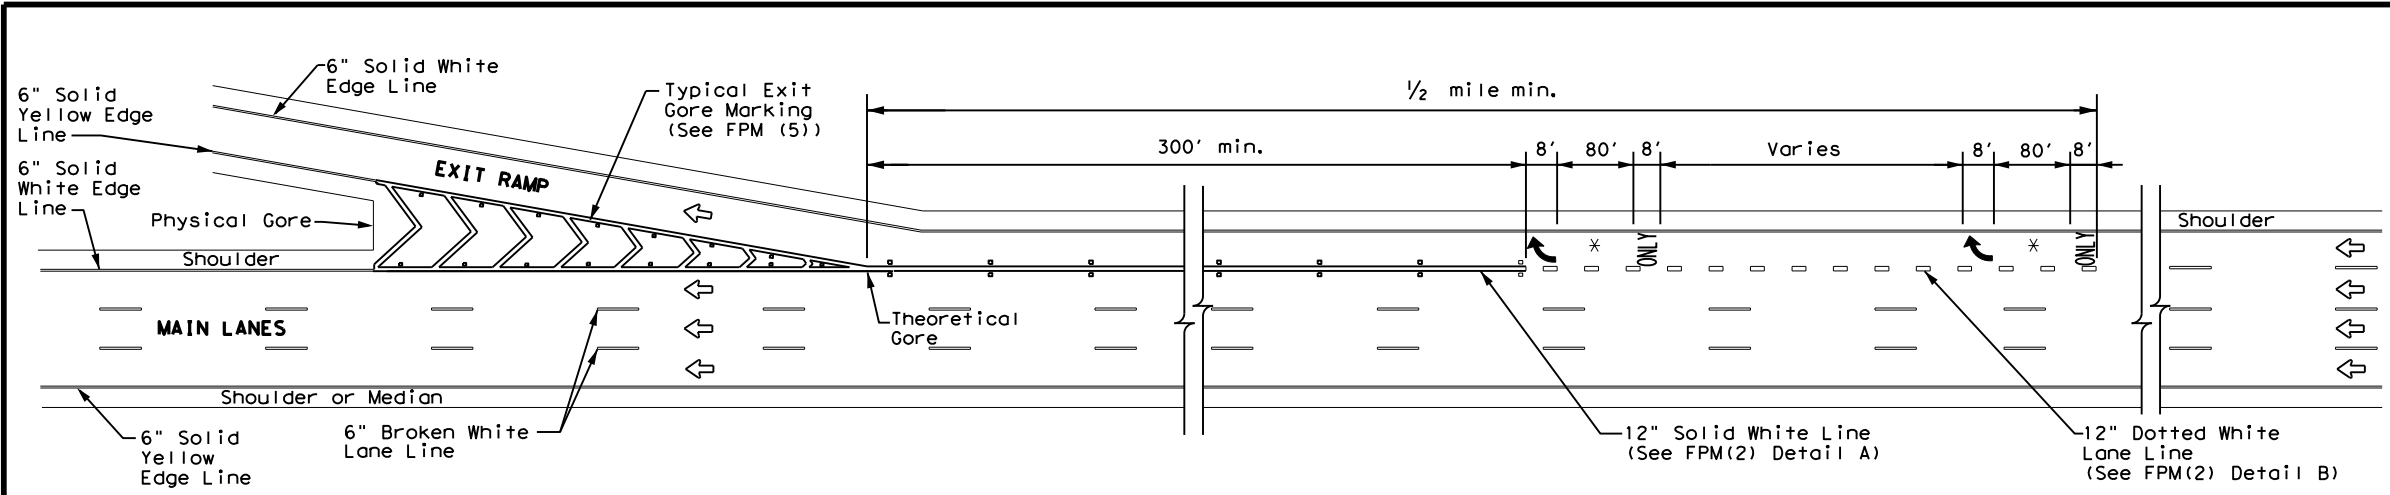 6" Solid White
Edge Line
6" Solid
Yellow Edge
Line
6" Solid
White Edge
Line
Typical Exit
Gore Marking
(See FPM (5))
½ mile min.
300' min.
8'
80'
8'
Varies
8'
80'
8'
EXIT RAMP
Physical Gore
Shoulder
Shoulder
*
ONLY
*
ONLY
MAIN LANES
Theoretical
Gore
Shoulder or Median
6" Solid
Yellow
Edge Line
6" Broken White
Lane Line
12" Solid White Line
(See FPM(2) Detail A)
12" Dotted White
Lane Line
(See FPM(2) Detail B)